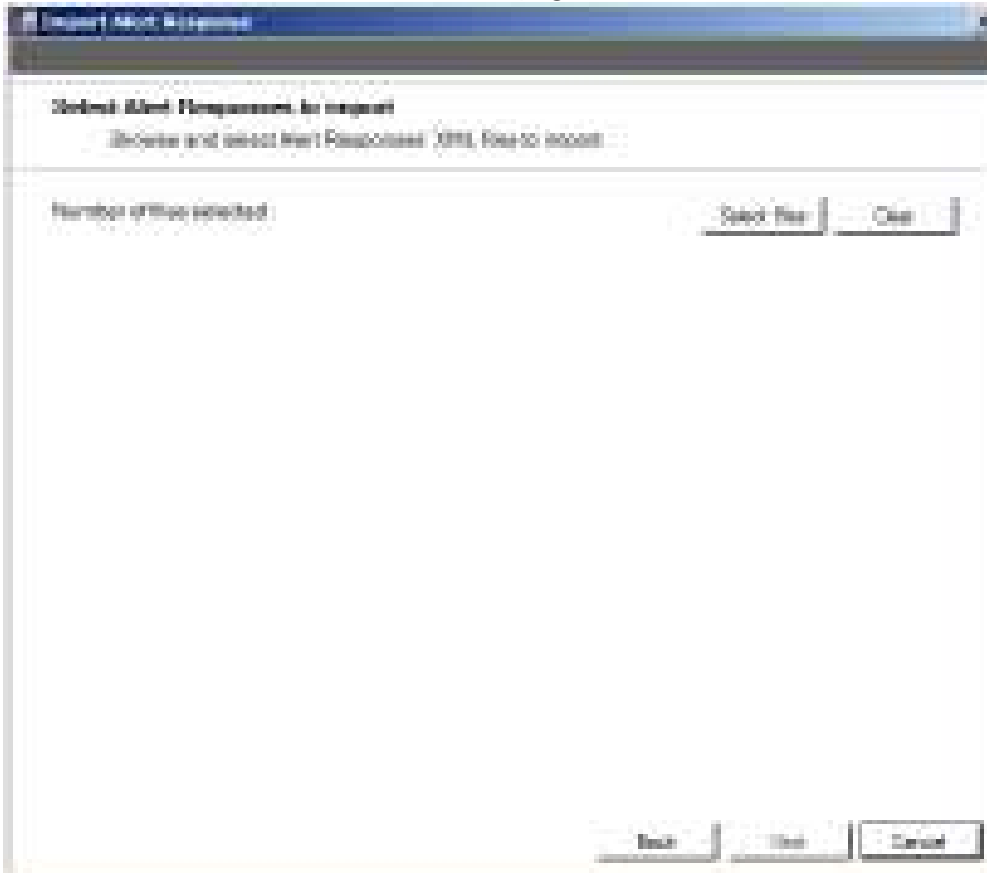 Import Alert Response
Select Alert Responses to import
Browse and select Alert Responses' XML files to import
Number of files selected
Select files
Clear
Back
Next
Cancel